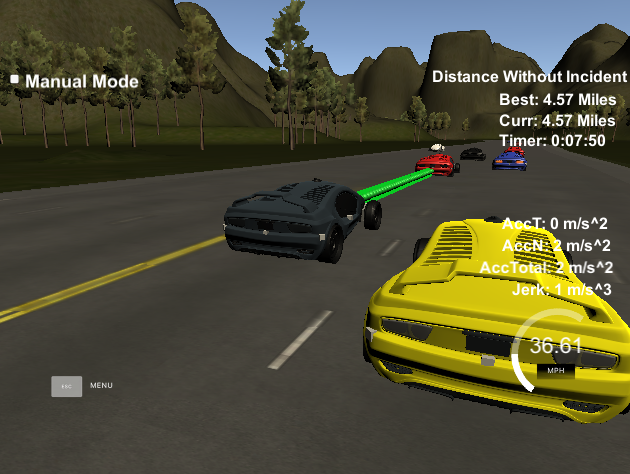 Manual Mode
Distance Without Incident
Best: 4.57 Miles
Curr: 4.57 Miles
Timer: 0:07:50
AccT: 0 m/s^2
AccN: 2 m/s^2
AccTotal: 2 m/s^2
Jerk: 1 m/s^3
36.61
MPH
ESC
MENU